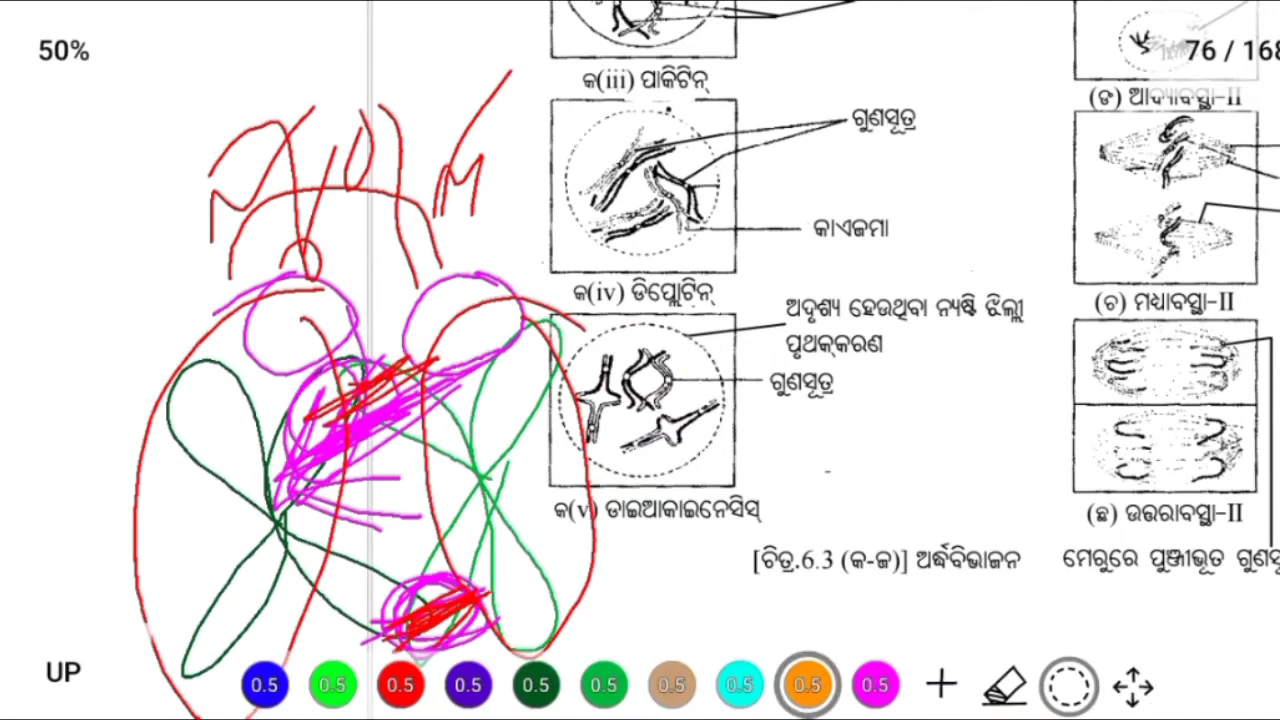 50%
76 / 168
କ(iii) ପାକିଟିନ୍
ଗୁଣସୂତ୍ର
କାଏଜମା
କ(iv) ଡିପ୍ଲୋଟିନ୍
ଅଦୃଶ୍ୟ ହେଉଥିବା ନ୍ୟଷ୍ଟି ଝିଲ୍ଲୀ
ପୃଥକ୍‌କରଣ
ଗୁଣସୂତ୍ର
କ(v) ଡାଇଆକାଇନେସିସ୍
[ଚିତ୍ର.6.3 (କ-ଜ)] ଅର୍ଦ୍ଧବିଭାଜନ
(ଙ) ଆଦ୍ୟାବସ୍ଥା-II
(ଚ) ମଧ୍ୟାବସ୍ଥା-II
(ଛ) ଉତ୍ତରାବସ୍ଥା-II
ମେରୁରେ ପୁଞ୍ଜୀଭୂତ
UP
0.5 0.5 0.5 0.5 0.5 0.5 0.5 0.5 0.5 0.5